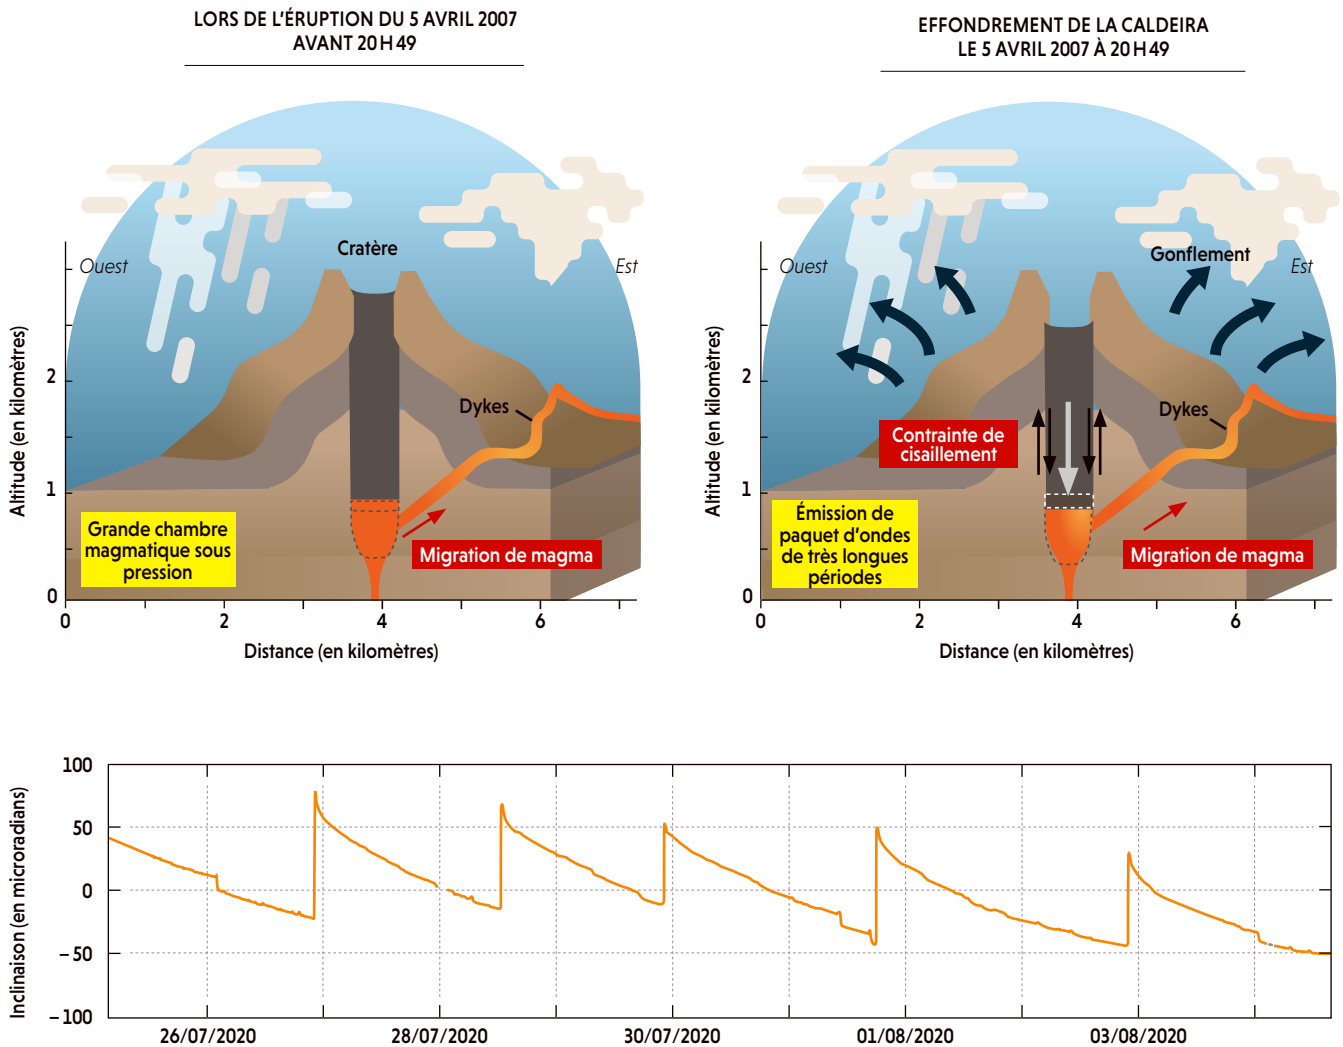 LORS DE L'ÉRUPTION DU 5 AVRIL 2007
AVANT 20H49
Ouest
Cratère
Est
Dykes
Grande chambre
magmatique sous
pression
Migration de magma
Altitude (en kilomètres)
2
1
0
0 2 4 6
Distance (en kilomètres)
EFFONDREMENT DE LA CALDEIRA
LE 5 AVRIL 2007 À 20H49
Ouest
Gonflement
Est
Dykes
Contrainte de
cisaillement
Émission de
paquet d'ondes
de très longues
périodes
Migration de magma
Altitude (en kilomètres)
2
1
0
0 2 4 6
Distance (en kilomètres)
Inclinaison (en microradians)
100
50
0
–50
–100
26/07/2020 28/07/2020 30/07/2020 01/08/2020 03/08/2020